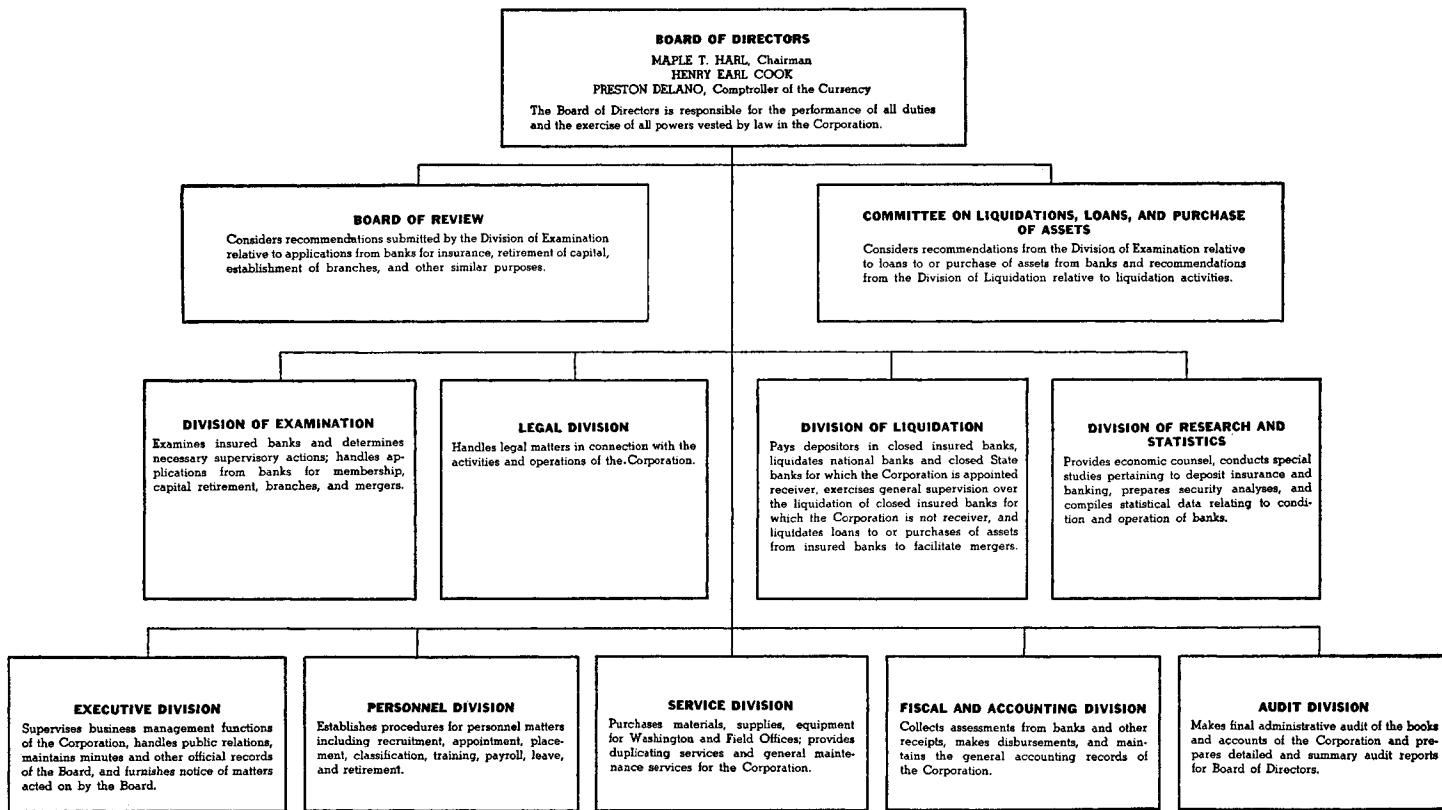 BOARD OF DIRECTORS
MAPLE T. HARL, Chairman
HENRY EARL COOK
PRESTON DELANO, Comptroller of the Currency
The Board of Directors is responsible for the performance of all duties
and the exercise of all powers vested by law in the Corporation.
BOARD OF REVIEW
Considers recommendations submitted by the Division of Examination
relative to applications from banks for insurance, retirement of capital,
establishment of branches, and other similar purposes.
COMMITTEE ON LIQUIDATIONS, LOANS, AND PURCHASE
OF ASSETS
Considers recommendations from the Division of Examination relative
to loans to or purchase of assets from banks and recommendations
from the Division of Liquidation relative to liquidation activities.
DIVISION OF EXAMINATION
Examines insured banks and determines
necessary supervisory actions; handles ap-
plications from banks for membership,
capital retirement, branches, and mergers.
LEGAL DIVISION
Handles legal matters in connection with the
activities and operations of the Corporation.
DIVISION OF LIQUIDATION
Pays depositors in closed insured banks,
liquidates national banks and closed State
banks for which the Corporation is appointed
receiver, exercises general supervision over
the liquidation of closed insured banks for
which the Corporation is not receiver, and
liquidates loans to or purchases of assets
from insured banks to facilitate mergers.
DIVISION OF RESEARCH AND
STATISTICS
Provides economic counsel, conducts special
studies pertaining to deposit insurance and
banking, prepares security analyses, and
compiles statistical data relating to condi-
tion and operation of banks.
EXECUTIVE DIVISION
Supervises business management functions
of the Corporation, handles public relations,
maintains minutes and other official records
of the Board, and furnishes notice of matters
acted on by the Board.
PERSONNEL DIVISION
Establishes procedures for personnel matters
including recruitment, appointment, place-
ment, classification, training, payroll, leave,
and retirement.
SERVICE DIVISION
Purchases materials, supplies, equipment
for Washington and Field Offices; provides
duplicating services and general mainte-
nance services for the Corporation.
FISCAL AND ACCOUNTING DIVISION
Collects assessments from banks and other
receipts, makes disbursements, and main-
tains the general accounting records of
the Corporation.
AUDIT DIVISION
Makes final administrative audit of the books
and accounts of the Corporation and pre-
pares detailed and summary audit reports
for Board of Directors.